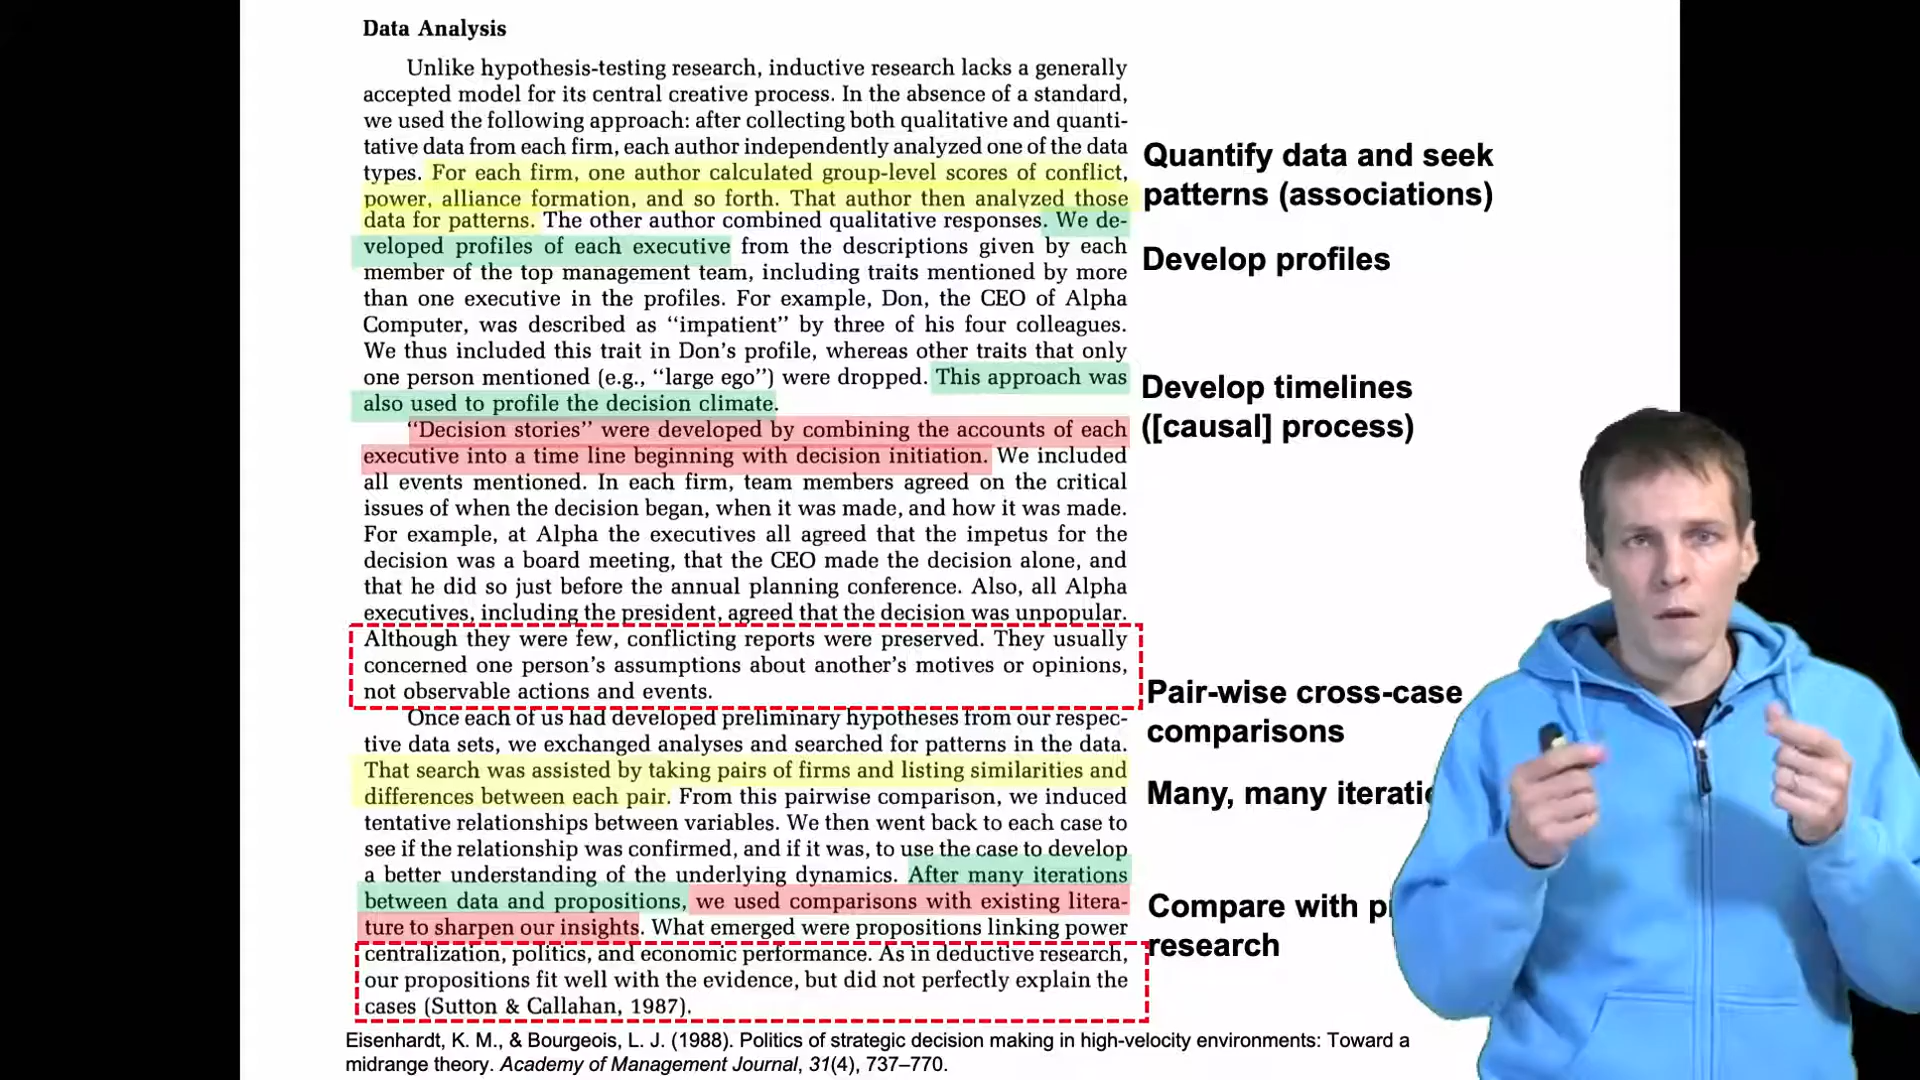 Data Analysis
Unlike hypothesis-testing research, inductive research lacks a generally
accepted model for its central creative process. In the absence of a standard,
we used the following approach: after collecting both qualitative and quanti-
tative data from each firm, each author independently analyzed one of the data
types. For each firm, one author calculated group-level scores of conflict,
power, alliance formation, and so forth. That author then analyzed those
data for patterns. The other author combined qualitative responses. We de-
veloped profiles of each executive from the descriptions given by each
member of the top management team, including traits mentioned by more
than one executive in the profiles. For example, Don, the CEO of Alpha
Computer, was described as “impatient” by three of his four colleagues.
We thus included this trait in Don’s profile, whereas other traits that only
one person mentioned (e.g., “large ego”) were dropped. This approach was
also used to profile the decision climate.
“Decision stories” were developed by combining the accounts of each
executive into a time line beginning with decision initiation. We included
all events mentioned. In each firm, team members agreed on the critical
issues of when the decision began, when it was made, and how it was made.
For example, at Alpha the executives all agreed that the impetus for the
decision was a board meeting, that the CEO made the decision alone, and
that he did so just before the annual planning conference. Also, all Alpha
executives, including the president, agreed that the decision was unpopular.
Although they were few, conflicting reports were preserved. They usually
concerned one person’s assumptions about another’s motives or opinions,
not observable actions and events.
Once each of us had developed preliminary hypotheses from our respec-
tive data sets, we exchanged analyses and searched for patterns in the data.
That search was assisted by taking pairs of firms and listing similarities and
differences between each pair. From this pairwise comparison, we induced
tentative relationships between variables. We then went back to each case to
see if the relationship was confirmed, and if it was, to use the case to develop
a better understanding of the underlying dynamics. After many iterations
between data and propositions, we used comparisons with existing litera-
ture to sharpen our insights. What emerged were propositions linking power
centralization, politics, and economic performance. As in deductive research,
our propositions fit well with the evidence, but did not perfectly explain the
cases (Sutton & Callahan, 1987).
Quantify data and seek
patterns (associations)
Develop profiles
Develop timelines
([causal] process)
Pair-wise cross-case
comparisons
Many, many
Compare with
research
Eisenhardt, K. M., & Bourgeois, L. J. (1988). Politics of strategic decision making in high-velocity environments: Toward a
midrange theory. Academy of Management Journal, 31(4), 737–770.